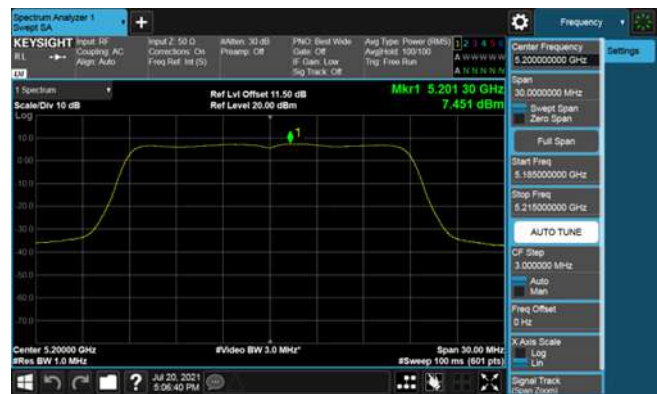 Spectrum Analyzer 1
Swept SA
+
Frequency
KEYSIGHT
Input: RF
Coupling: AC
Align: Auto
Input Z: 50 Ω
Corrections: On
Freq Ref: Int (S)
#Atten: 30 dB
Preamp: Off
PNO: Best Wide
Gate: Off
IF Gain: Low
Sig Track: Off
Avg Type: Power (RMS)
Avg|Hold: 100/100
Trig: Free Run
1 2 3 4 5 6
A W W W W W
A N N N N N
RL
LXI
Center Frequency
5.200000000 GHz
Settings
Span
30.0000000 MHz
Swept Span
Zero Span
Full Span
Start Freq
5.185000000 GHz
Stop Freq
5.215000000 GHz
AUTO TUNE
CF Step
3.000000 MHz
Auto
Man
Freq Offset
0 Hz
X Axis Scale
Log
Lin
Signal Track
(Span Zoom)
1 Spectrum
Scale/Div 10 dB
Log
Ref Lvl Offset 11.50 dB
Ref Level 20.00 dBm
Mkr1 5.201 30 GHz
7.451 dBm
1
10.0
0.00
-10.0
-20.0
-30.0
-40.0
-50.0
-60.0
-70.0
Center 5.20000 GHz
#Res BW 1.0 MHz
#Video BW 3.0 MHz*
Span 30.00 MHz
#Sweep 100 ms (601 pts)
?
Jul 20, 2021
5:06:40 PM